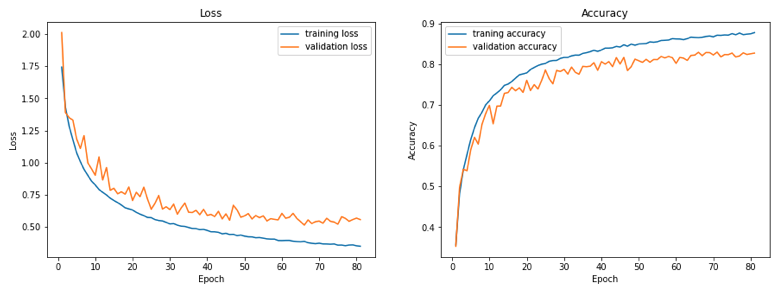 Loss
training loss
validation loss
2.00
1.75
1.50
1.25
1.00
0.75
0.50
Loss
0 10 20 30 40 50 60 70 80
Epoch
Accuracy
traning accuracy
validation accuracy
0.9
0.8
0.7
0.6
0.5
0.4
Accuracy
0 10 20 30 40 50 60 70 80
Epoch